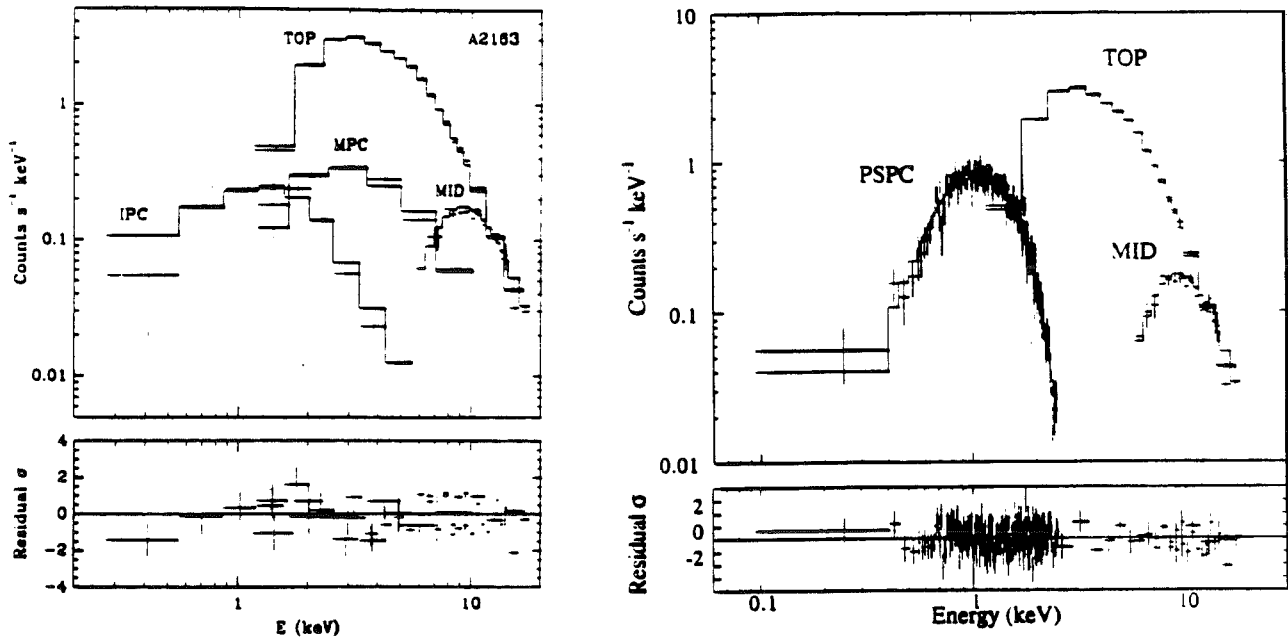 A2163
TOP
MPC
MID
IPC
Counts s⁻¹ keV⁻¹
1
0.1
0.01
Residual σ
4
2
0
-2
-4
1
10
E (keV)
10
1
0.1
0.01
Counts s⁻¹ keV⁻¹
TOP
PSPC
MID
Residual σ
2
0
-2
0.1
1
10
Energy (keV)